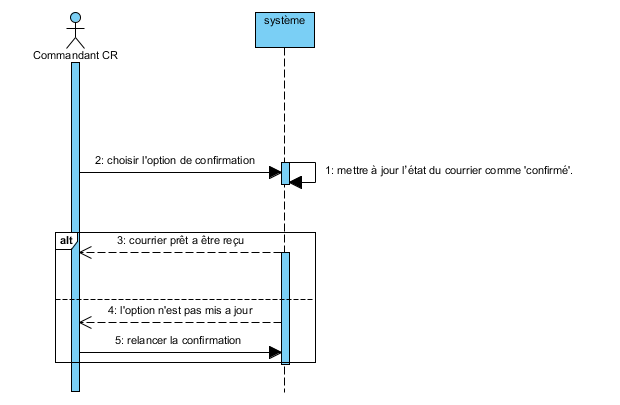 système
Commandant CR
2: choisir l'option de confirmation
1: mettre à jour l'état du courrier comme 'confirmé'.
alt
3: courrier prêt a être reçu
4: l'option n'est pas mis a jour
5: relancer la confirmation